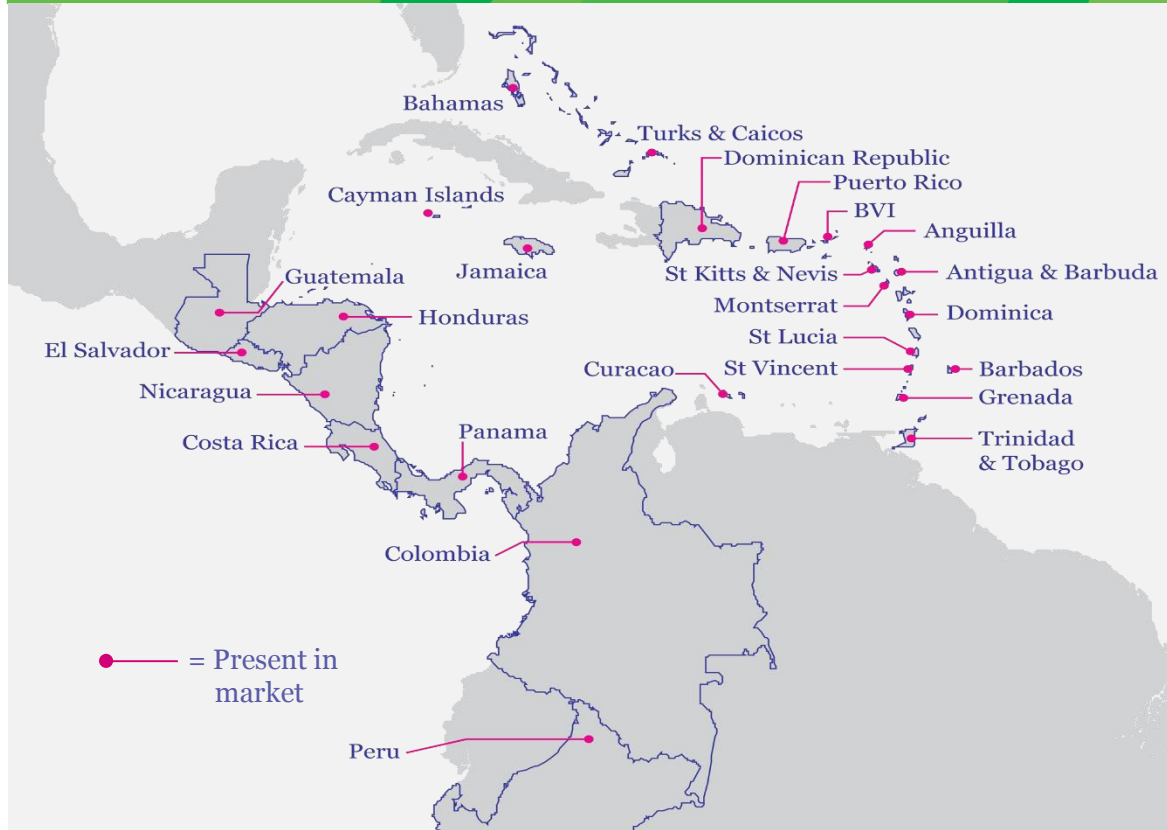 Bahamas
Turks & Caicos
Dominican Republic
Puerto Rico
Cayman Islands
BVI
Anguilla
Jamaica
St Kitts & Nevis
Antigua & Barbuda
Guatemala
Montserrat
Honduras
Dominica
St Lucia
El Salvador
St Vincent
Barbados
Curacao
Nicaragua
Grenada
Panama
Costa Rica
Trinidad
& Tobago
Colombia
= Present in
market
Peru